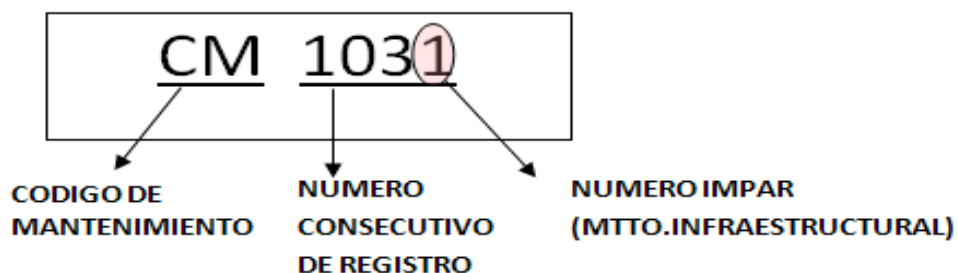 CM 1031
CODIGO DE
MANTENIMIENTO
NUMERO
CONSECUTIVO
DE REGISTRO
NUMERO IMPAR
(MTTO.INFRAESTRUCTURAL)